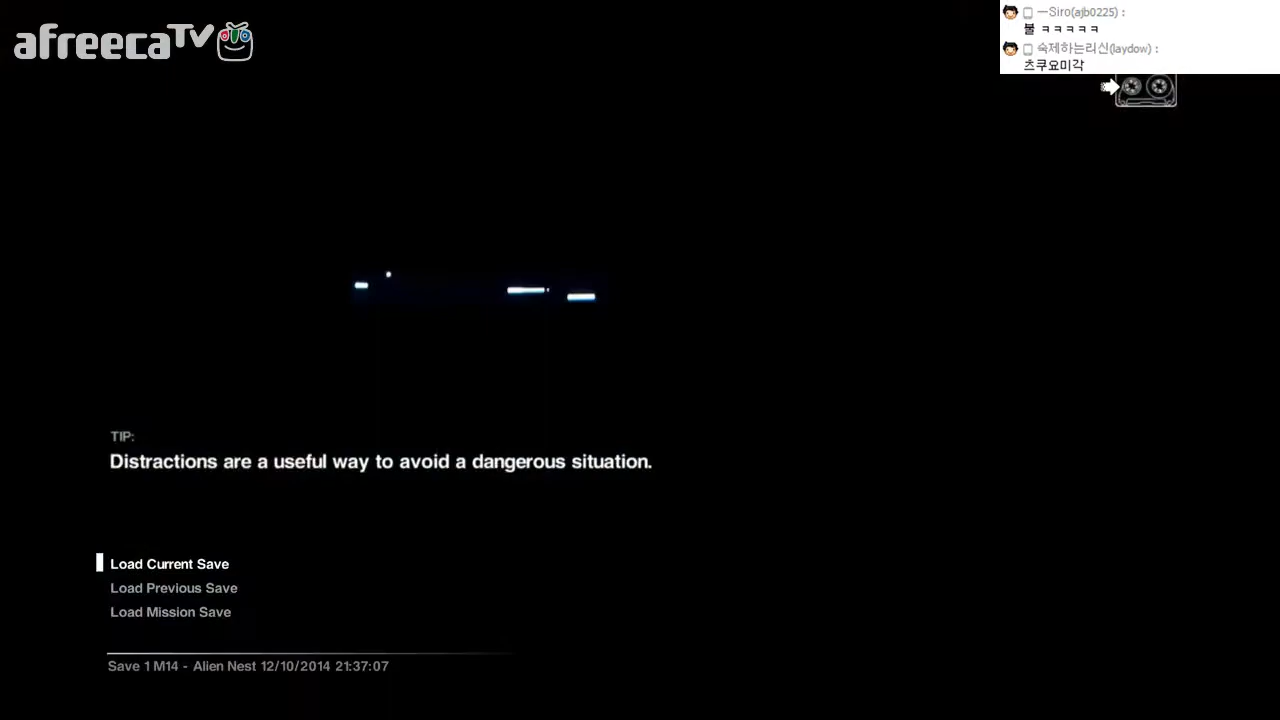 afreecaTV
一Siro(ajb0225) :
불 ㅋㅋㅋㅋㅋ
숙제하는리신(laydow) :
츠쿠요미각
TIP:
Distractions are a useful way to avoid a dangerous situation.
Load Current Save
Load Previous Save
Load Mission Save
Save 1 M14 - Alien Nest 12/10/2014 21:37:07